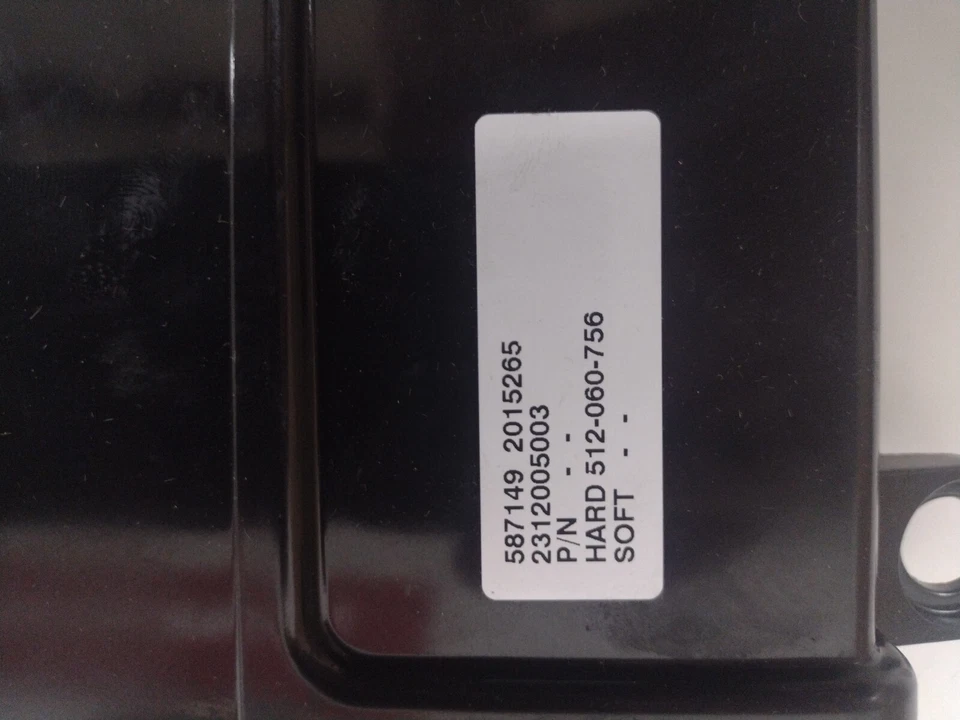 587149 2015265
2312005003
P/N - -
HARD 512-060-756
SOFT - -